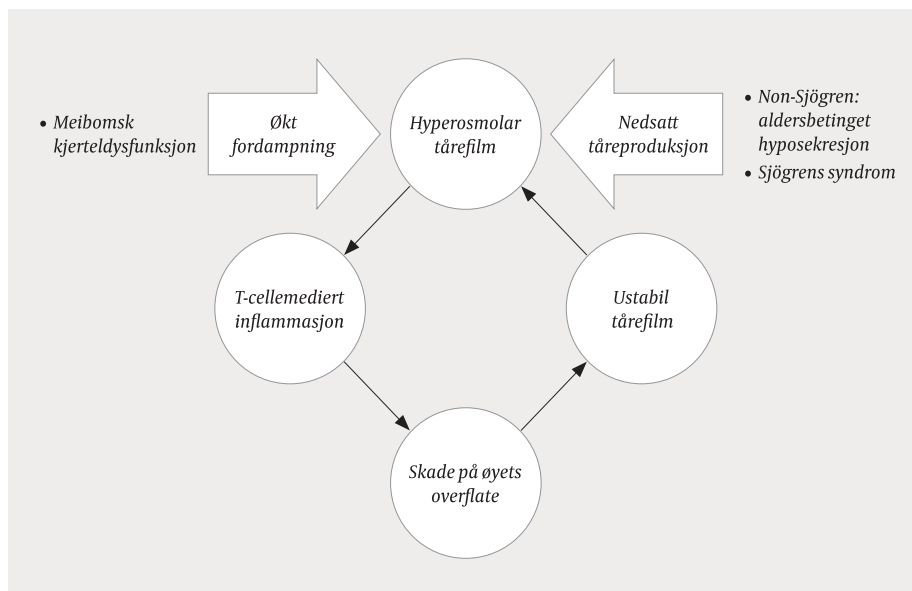 • Meibomsk
kjerteldysfunksjon
Økt
fordampning
Hyperosmolar
tårefilm
Nedsatt
tåreproduksjon
• Non-Sjögren:
aldersbetinget
hyposekresjon
• Sjögrens syndrom
T-cellemediert
inflammasjon
Ustabil
tårefilm
Skade på øyets
overflate